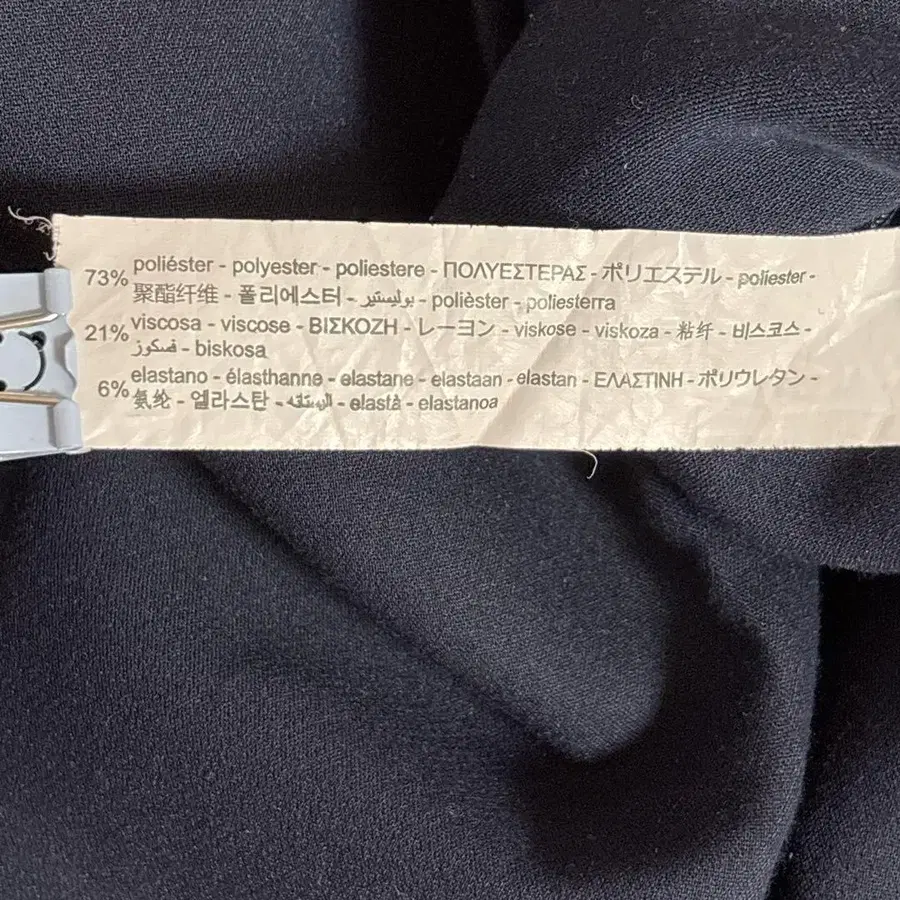 73% poliéster - polyester - poliestere - ΠΟΛΥΕΣΤΕΡΑΣ - ポリエステル - poliester -
聚酯纤维 - 폴리에스터 - بوليستير - polièster - poliesterra
21% viscosa - viscose - ΒΙΣΚΟΖΗ - レーヨン - viskose - viskoza - 粘纤 - 비스코스 -
فسكوز - biskosa
6% elastano - élasthanne - elastane - elastaan - elastan - ΕΛΑΣΤΙΝΗ - ポリウレタン -
氨纶 - 엘라스탄 - - elastà - elastanoa